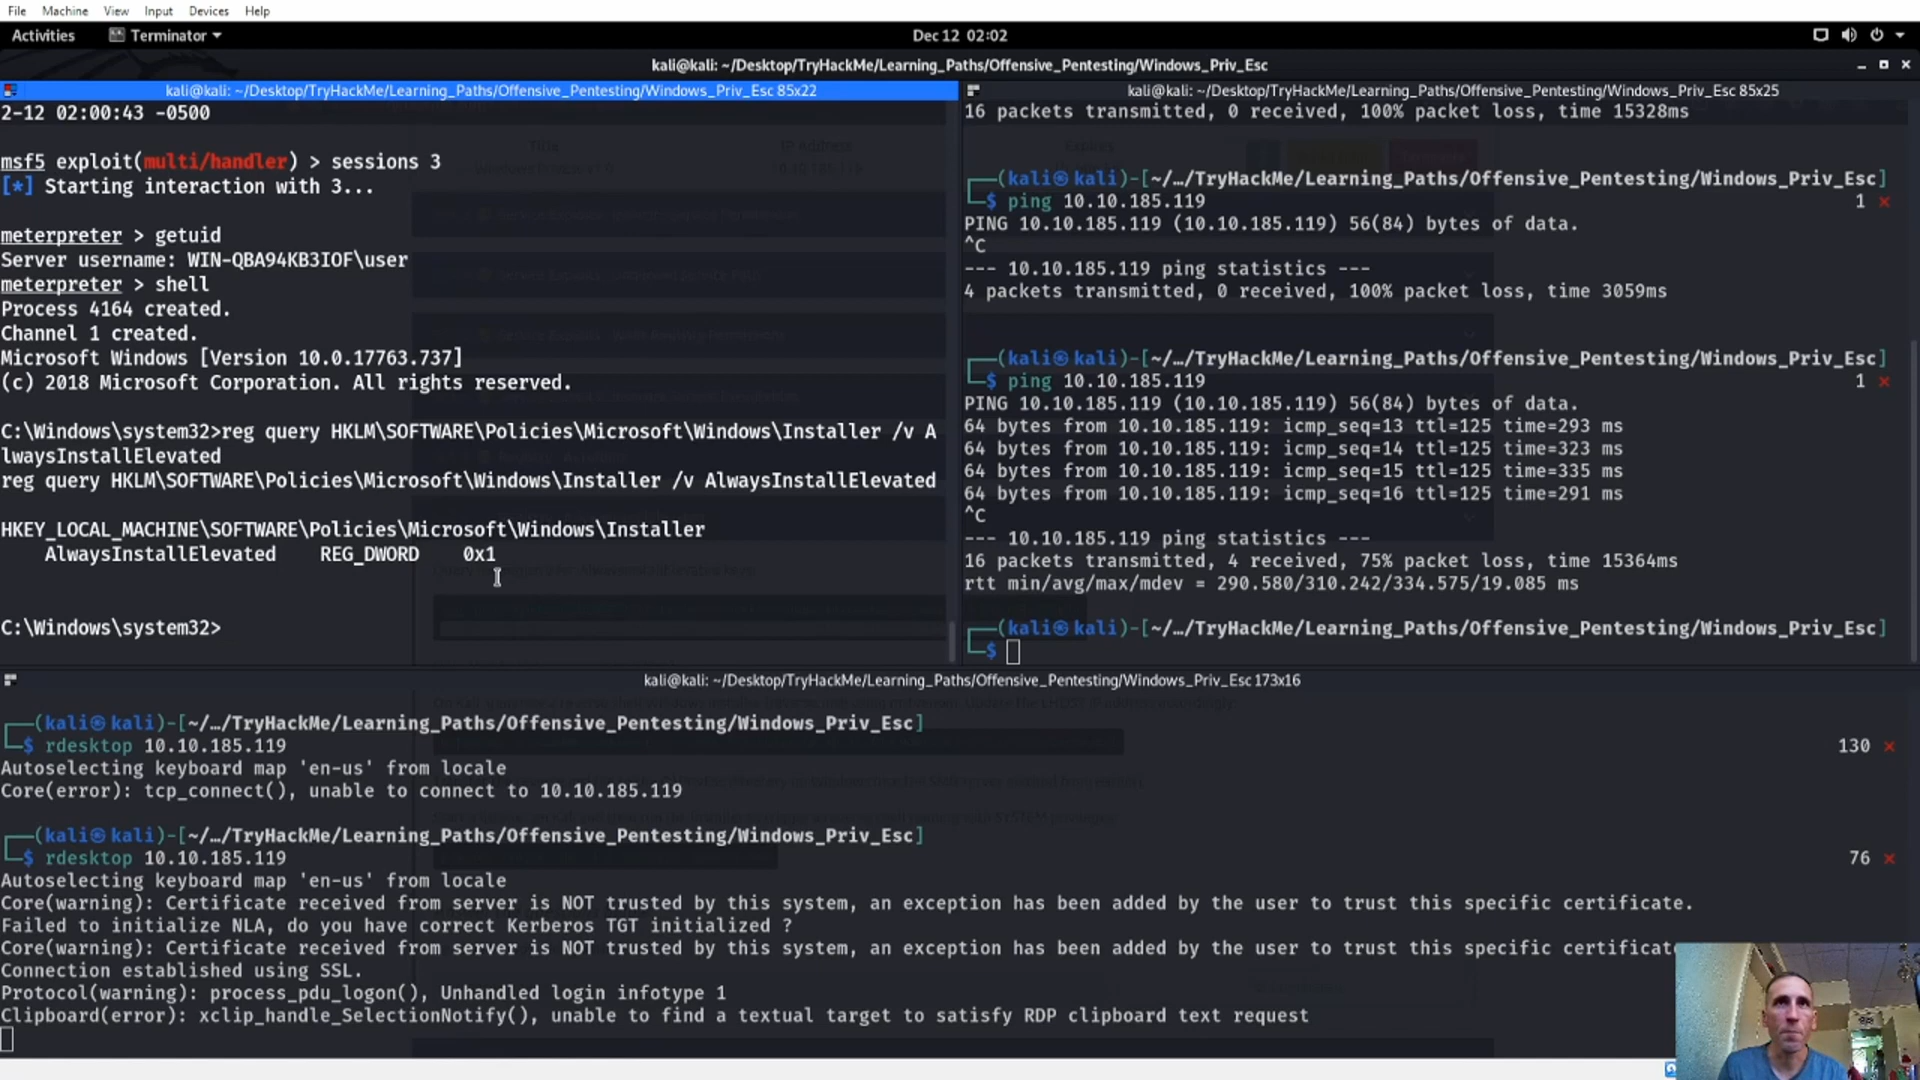 File Machine View Input Devices Help
Activities Terminator Dec 12 02:02
kali@kali: ~/Desktop/TryHackMe/Learning_Paths/Offensive_Pentesting/Windows_Priv_Esc
kali@kali: ~/Desktop/TryHackMe/Learning_Paths/Offensive_Pentesting/Windows_Priv_Esc 85x22
2-12 02:00:43 -0500
msf5 exploit(multi/handler) > sessions 3
[*] Starting interaction with 3...
meterpreter > getuid
Server username: WIN-QBA94KB3IOF\user
meterpreter > shell
Process 4164 created.
Channel 1 created.
Microsoft Windows [Version 10.0.17763.737]
(c) 2018 Microsoft Corporation. All rights reserved.
C:\Windows\system32>reg query HKLM\SOFTWARE\Policies\Microsoft\Windows\Installer /v A
lwaysInstallElevated
reg query HKLM\SOFTWARE\Policies\Microsoft\Windows\Installer /v AlwaysInstallElevated
HKEY_LOCAL_MACHINE\SOFTWARE\Policies\Microsoft\Windows\Installer
AlwaysInstallElevated REG_DWORD 0x1
C:\Windows\system32>
kali@kali: ~/Desktop/TryHackMe/Learning_Paths/Offensive_Pentesting/Windows_Priv_Esc 85x25
16 packets transmitted, 0 received, 100% packet loss, time 15328ms
(kali㉿kali)-[~/…/TryHackMe/Learning_Paths/Offensive_Pentesting/Windows_Priv_Esc]
$ ping 10.10.185.119 1 ⨯
PING 10.10.185.119 (10.10.185.119) 56(84) bytes of data.
^C
--- 10.10.185.119 ping statistics ---
4 packets transmitted, 0 received, 100% packet loss, time 3059ms
(kali㉿kali)-[~/…/TryHackMe/Learning_Paths/Offensive_Pentesting/Windows_Priv_Esc]
$ ping 10.10.185.119 1 ⨯
PING 10.10.185.119 (10.10.185.119) 56(84) bytes of data.
64 bytes from 10.10.185.119: icmp_seq=13 ttl=125 time=293 ms
64 bytes from 10.10.185.119: icmp_seq=14 ttl=125 time=323 ms
64 bytes from 10.10.185.119: icmp_seq=15 ttl=125 time=335 ms
64 bytes from 10.10.185.119: icmp_seq=16 ttl=125 time=291 ms
^C
--- 10.10.185.119 ping statistics ---
16 packets transmitted, 4 received, 75% packet loss, time 15364ms
rtt min/avg/max/mdev = 290.580/310.242/334.575/19.085 ms
(kali㉿kali)-[~/…/TryHackMe/Learning_Paths/Offensive_Pentesting/Windows_Priv_Esc]
$
kali@kali: ~/Desktop/TryHackMe/Learning_Paths/Offensive_Pentesting/Windows_Priv_Esc 173x16
(kali㉿kali)-[~/…/TryHackMe/Learning_Paths/Offensive_Pentesting/Windows_Priv_Esc]
$ rdesktop 10.10.185.119 130 ⨯
Autoselecting keyboard map 'en-us' from locale
Core(error): tcp_connect(), unable to connect to 10.10.185.119
(kali㉿kali)-[~/…/TryHackMe/Learning_Paths/Offensive_Pentesting/Windows_Priv_Esc]
$ rdesktop 10.10.185.119 76 ⨯
Autoselecting keyboard map 'en-us' from locale
Core(warning): Certificate received from server is NOT trusted by this system, an exception has been added by the user to trust this specific certificate.
Failed to initialize NLA, do you have correct Kerberos TGT initialized ?
Core(warning): Certificate received from server is NOT trusted by this system, an exception has been added by the user to trust this specific certificat
Connection established using SSL.
Protocol(warning): process_pdu_logon(), Unhandled login infotype 1
Clipboard(error): xclip_handle_SelectionNotify(), unable to find a textual target to satisfy RDP clipboard text request